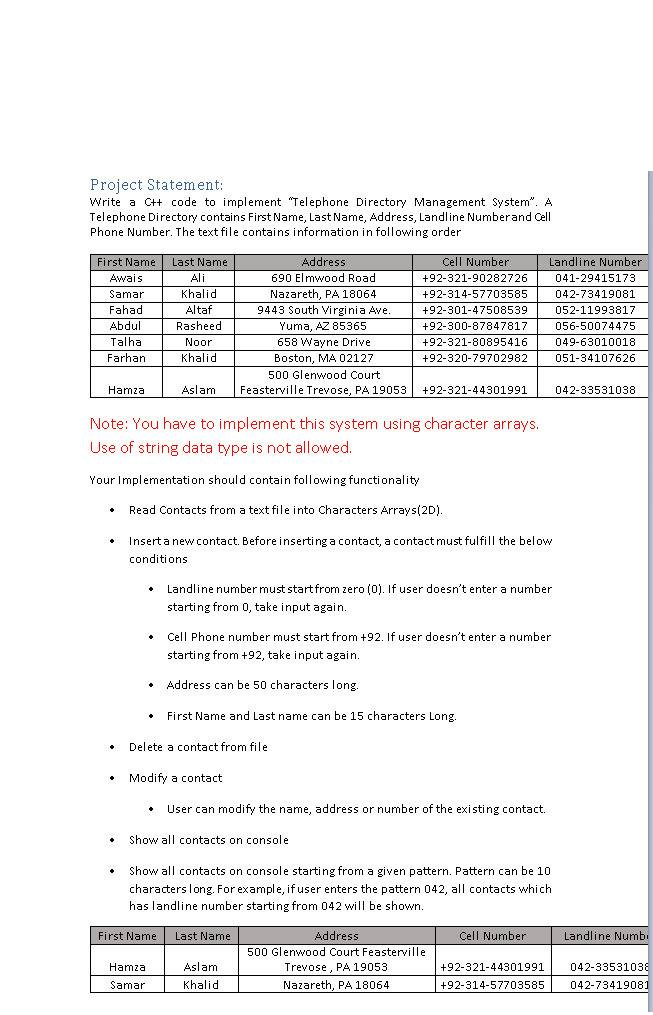 Project Statement:
Write a C++ code to implement “Telephone Directory Management System”. A
Telephone Directory contains First Name, Last Name, Address, Landline Number and Cell
Phone Number. The text file contains information in following order
First Name Last Name Address Cell Number Landline Number
Awais Ali 690 Elmwood Road +92-321-90282726 041-29415173
Samar Khalid Nazareth, PA 18064 +92-314-57703585 042-73419081
Fahad Altaf 9443 South Virginia Ave. +92-301-47508539 052-11993817
Abdul Rasheed Yuma, AZ 85365 +92-300-87847817 056-50074475
Talha Noor 658 Wayne Drive +92-321-80895416 049-63010018
Farhan Khalid Boston, MA 02127 +92-320-79702982 051-34107626
500 Glenwood Court
Hamza Aslam Feasterville Trevose, PA 19053 +92-321-44301991 042-33531038
Note: You have to implement this system using character arrays.
Use of string data type is not allowed.
Your Implementation should contain following functionality
• Read Contacts from a text file into Characters Arrays(2D).
• Insert a new contact. Before inserting a contact, a contact must fulfill the below
conditions
• Landline number must start from zero (0). If user doesn’t enter a number
starting from 0, take input again.
• Cell Phone number must start from +92. If user doesn’t enter a number
starting from +92, take input again.
• Address can be 50 characters long.
• First Name and Last name can be 15 characters Long.
• Delete a contact from file
• Modify a contact
• User can modify the name, address or number of the existing contact.
• Show all contacts on console
• Show all contacts on console starting from a given pattern. Pattern can be 10
characters long. For example, if user enters the pattern 042, all contacts which
has landline number starting from 042 will be shown.
First Name Last Name Address Cell Number Landline Numbe
500 Glenwood Court Feasterville
Hamza Aslam Trevose , PA 19053 +92-321-44301991 042-33531038
Samar Khalid Nazareth, PA 18064 +92-314-57703585 042-73419081